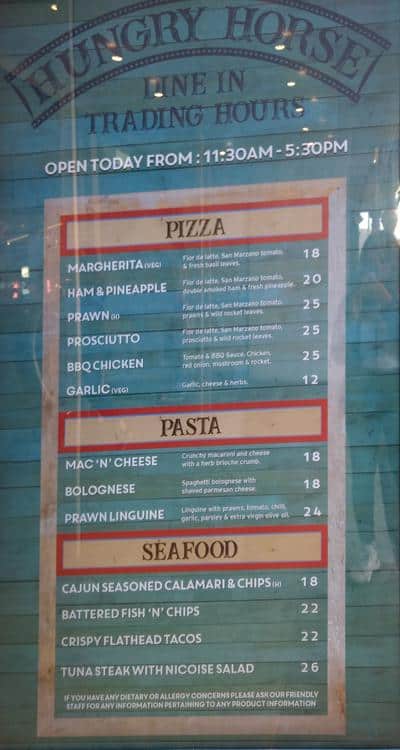 HUNGRY HORSE
DINE IN
TRADING HOURS
OPEN TODAY FROM : 11:30AM - 5:30PM
PIZZA
MARGHERITA (VEG) Fior de latte, San Marzano tomato, 18
& fresh basil leaves.
HAM & PINEAPPLE Fior de latte, San Marzano tomato, 20
double smoked ham & fresh pineapple.
PRAWN (H) Fior de latte, San Marzano tomato, 25
prawns & wild rocket leaves.
PROSCIUTTO Fior de latte, San Marzano tomato, 25
prosciutto & wild rocket leaves.
BBQ CHICKEN Tomato & BBQ Sauce, Chicken, 25
red onion, mushroom & rocket.
GARLIC (VEG) Garlic, cheese & herbs. 12
PASTA
MAC 'N' CHEESE Crunchy macaroni and cheese 18
with a herb brioche crumb.
BOLOGNESE Spaghetti bolognese with 18
shaved parmesan cheese.
PRAWN LINGUINE Linguine with prawns, tomato, chilli, 24
garlic, parsley & extra virgin olive oil.
SEAFOOD
CAJUN SEASONED CALAMARI & CHIPS (H) 18
BATTERED FISH 'N' CHIPS 22
CRISPY FLATHEAD TACOS 22
TUNA STEAK WITH NICOISE SALAD 26
IF YOU HAVE ANY DIETARY OR ALLERGY CONCERNS PLEASE ASK OUR FRIENDLY
STAFF FOR ANY INFORMATION PERTAINING TO ANY PRODUCT INFORMATION